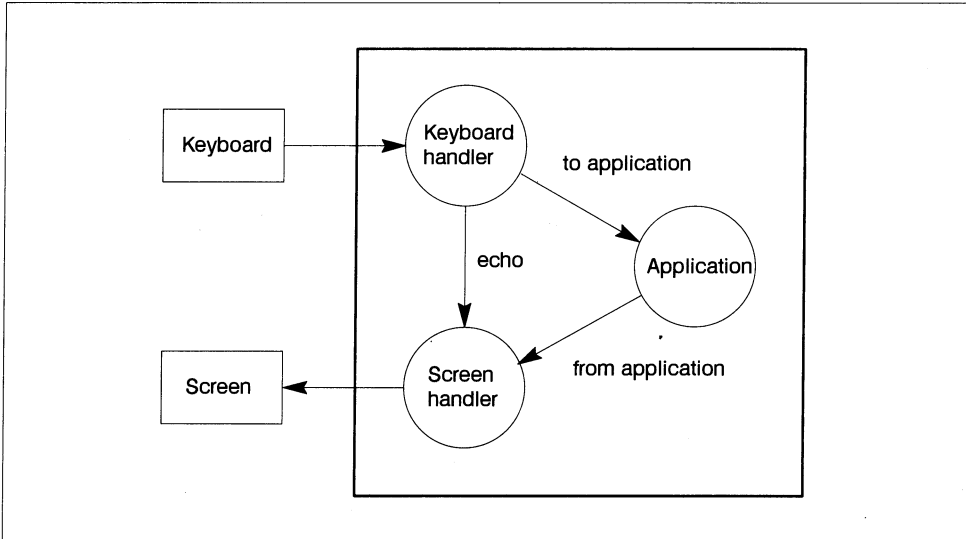 Keyboard
Keyboard
handler
to application
echo
Application
from application
Screen
Screen
handler